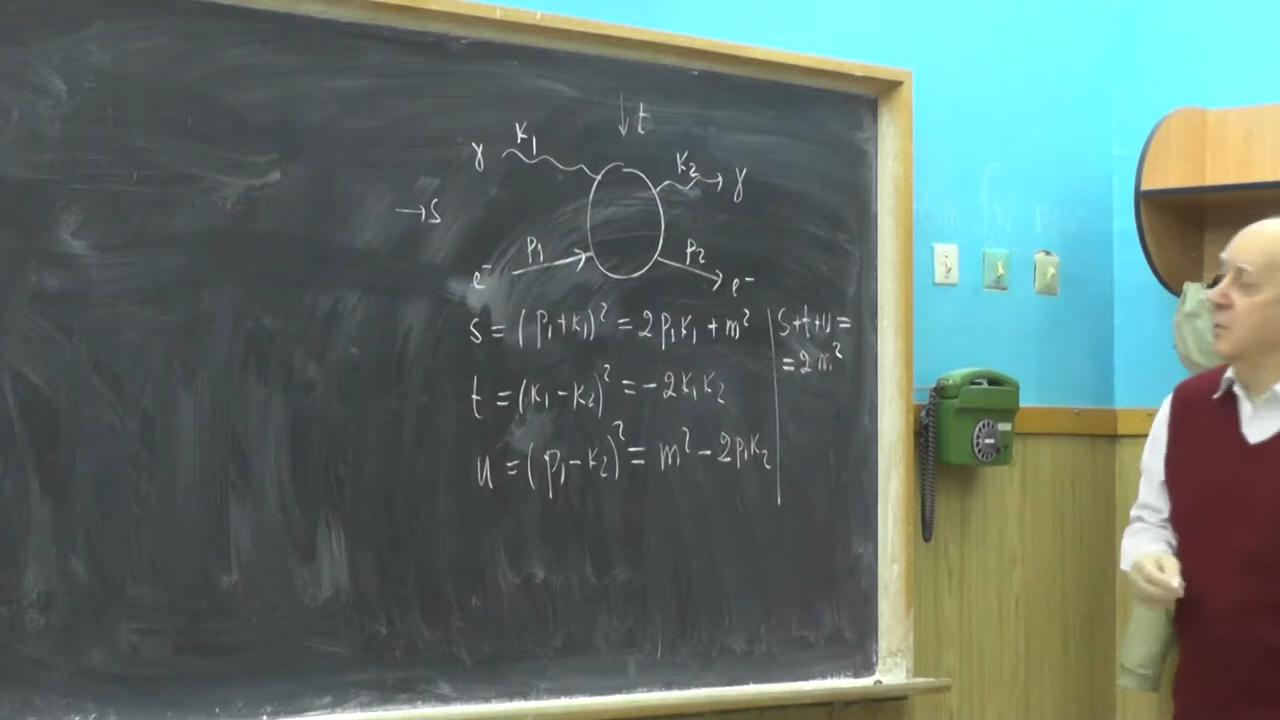 ↓ t
γ K₁ K₂ γ
→ s
e⁻ p₁ p₂ e⁻
s = (p₁+k₁)² = 2p₁k₁ + m²
t = (k₁−k₂)² = −2k₁k₂
u = (p₁−k₂)² = m² − 2p₁k₂
s+t+u =
= 2m²